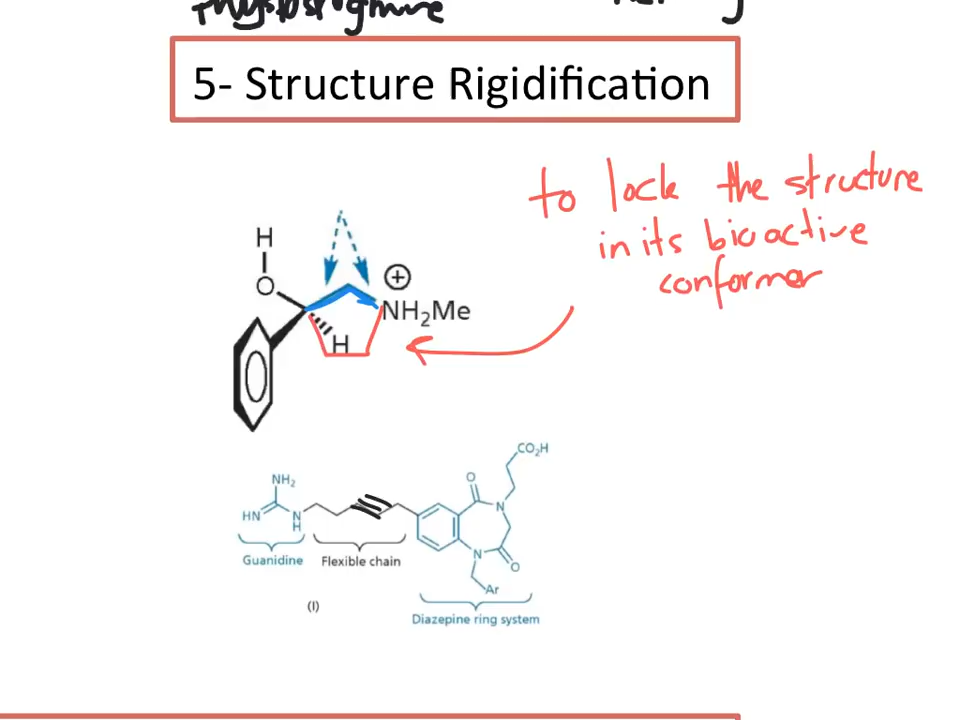 5- Structure Rigidification
to lock the structure
in its bioactive
conformer
H
O
⊕
NH₂Me
H
CO₂H
NH₂
O
HN
N
H
N
N
O
Guanidine
Flexible chain
Ar
(I)
Diazepine ring system